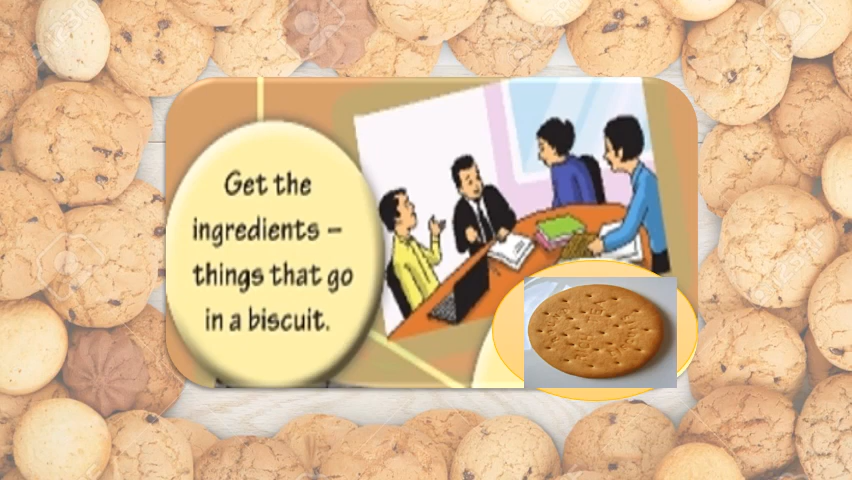 Get the
ingredients –
things that go
in a biscuit.